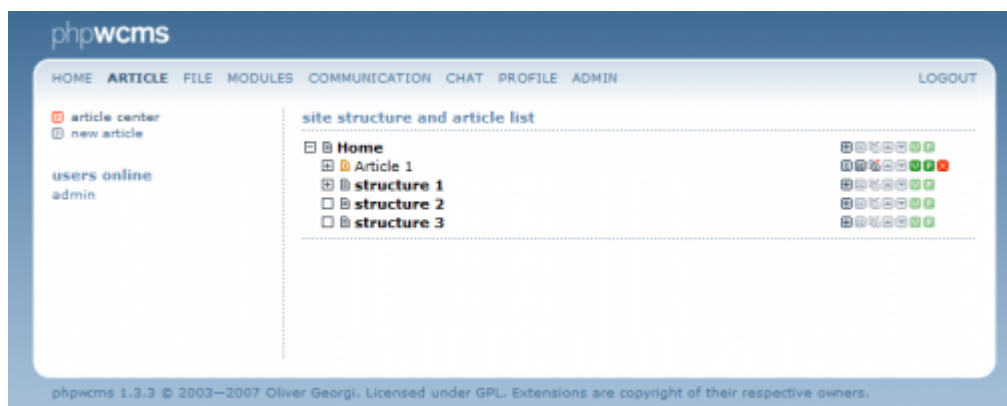 phpwcms
HOME ARTICLE FILE MODULES COMMUNICATION CHAT PROFILE ADMIN LOGOUT
article center
new article
users online
admin
site structure and article list
Home
Article 1
structure 1
structure 2
structure 3
phpwcms 1.3.3 © 2003—2007 Oliver Georgi. Licensed under GPL. Extensions are copyright of their respective owners.